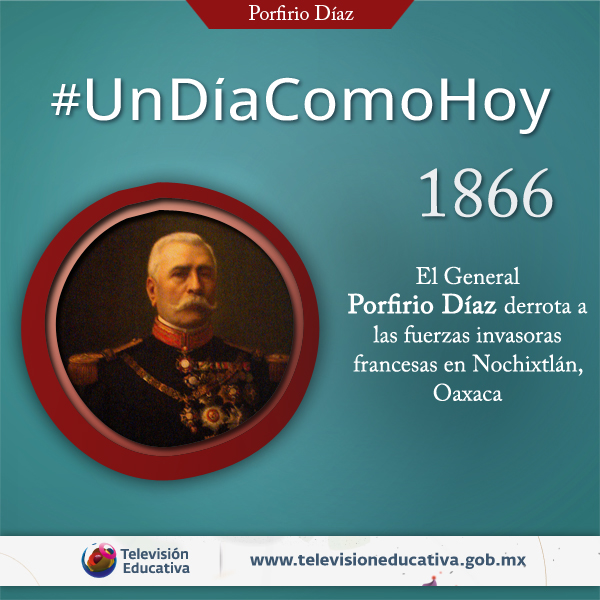 Porfirio Díaz
#UnDíaComoHoy
1866
El General
Porfirio Díaz derrota a
las fuerzas invasoras
francesas en Nochixtlán,
Oaxaca
Televisión
Educativa
www.televisioneducativa.gob.mx